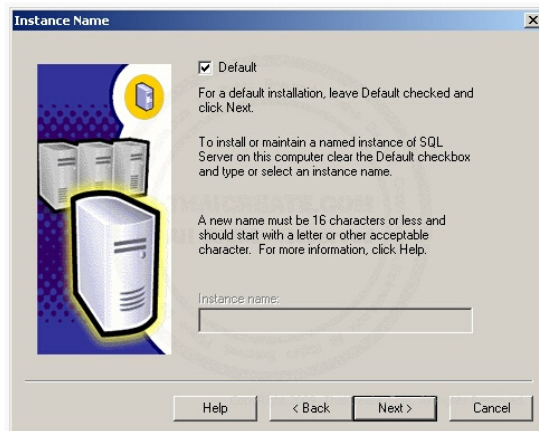 Instance Name
Default
For a default installation, leave Default checked and
click Next.
To install or maintain a named instance of SQL
Server on this computer clear the Default checkbox
and type or select an instance name.
A new name must be 16 characters or less and
should start with a letter or other acceptable
character. For more information, click Help.
Instance name:
Help
< Back
Next >
Cancel